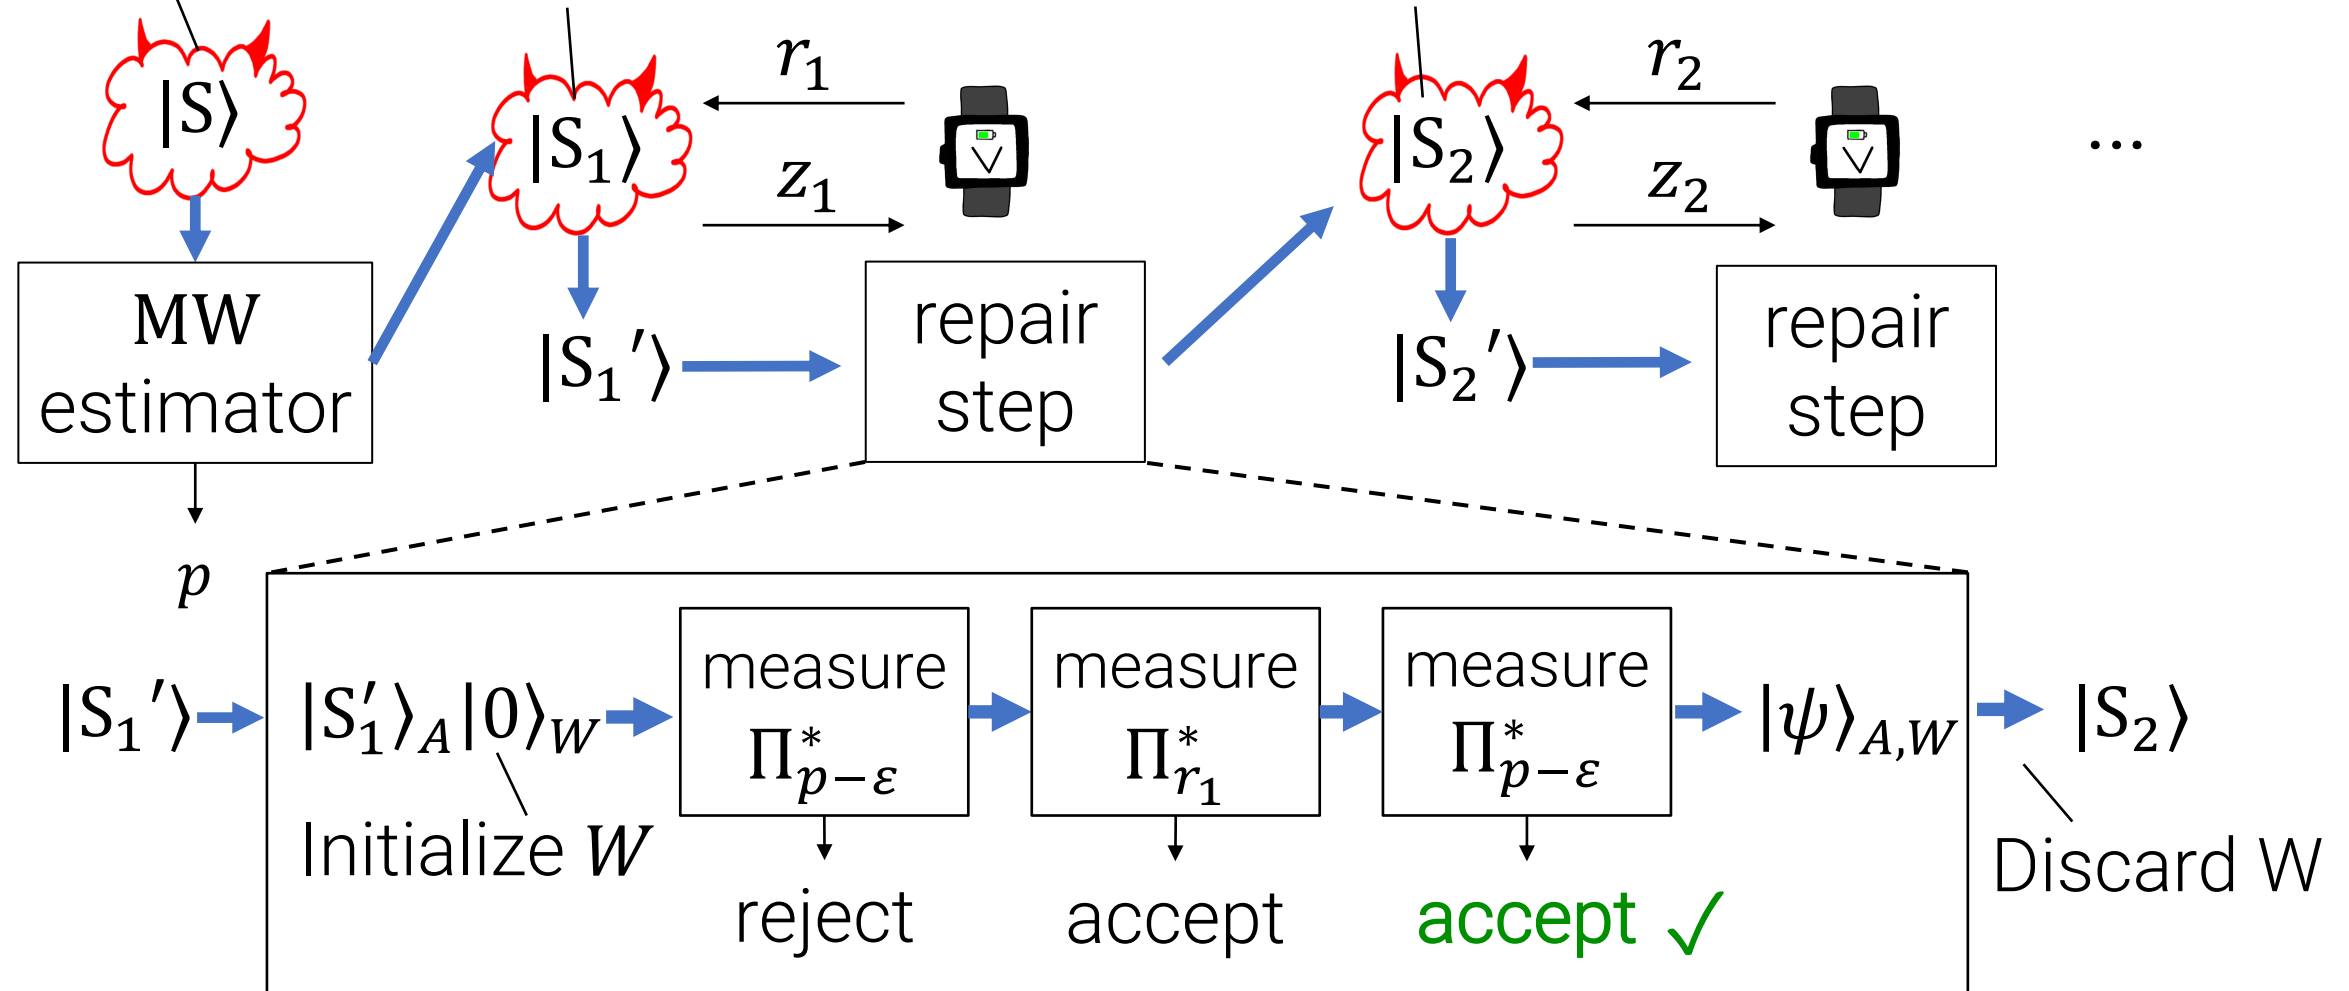 |S⟩
|S₁⟩
r₁
z₁
|S₂⟩
r₂
z₂
...
MW
estimator
|S₁′⟩
repair
step
|S₂′⟩
repair
step
p
|S₁′⟩
|S′₁⟩_A |0⟩_W
Initialize W
measure
Π*_{p−ε}
measure
Π*_{r₁}
measure
Π*_{p−ε}
|ψ⟩_{A,W}
|S₂⟩
Discard W
reject
accept
accept ✓